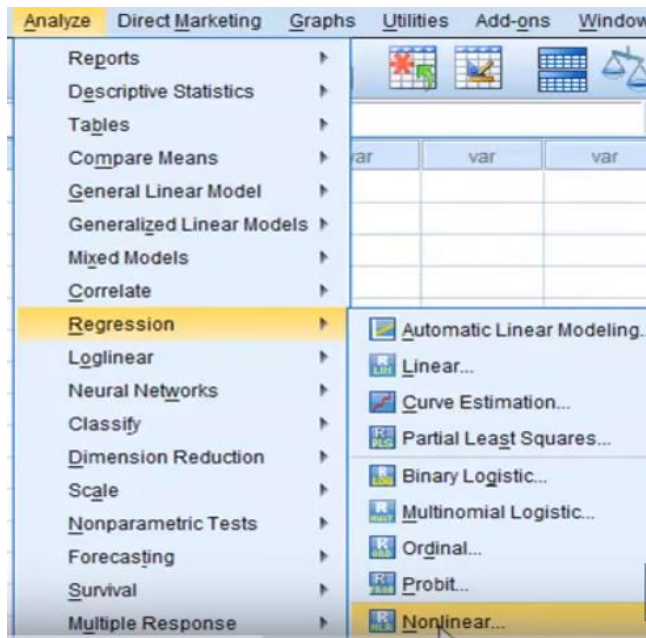 Analyze Direct Marketing Graphs Utilities Add-ons Window
Reports
Descriptive Statistics
Tables
Compare Means
var var var
General Linear Model
Generalized Linear Models
Mixed Models
Correlate
Regression
Automatic Linear Modeling...
Loglinear
Linear...
Neural Networks
Curve Estimation...
Classify
Partial Least Squares...
Dimension Reduction
Binary Logistic...
Scale
Multinomial Logistic...
Nonparametric Tests
Ordinal...
Forecasting
Probit...
Survival
Multiple Response
Nonlinear...